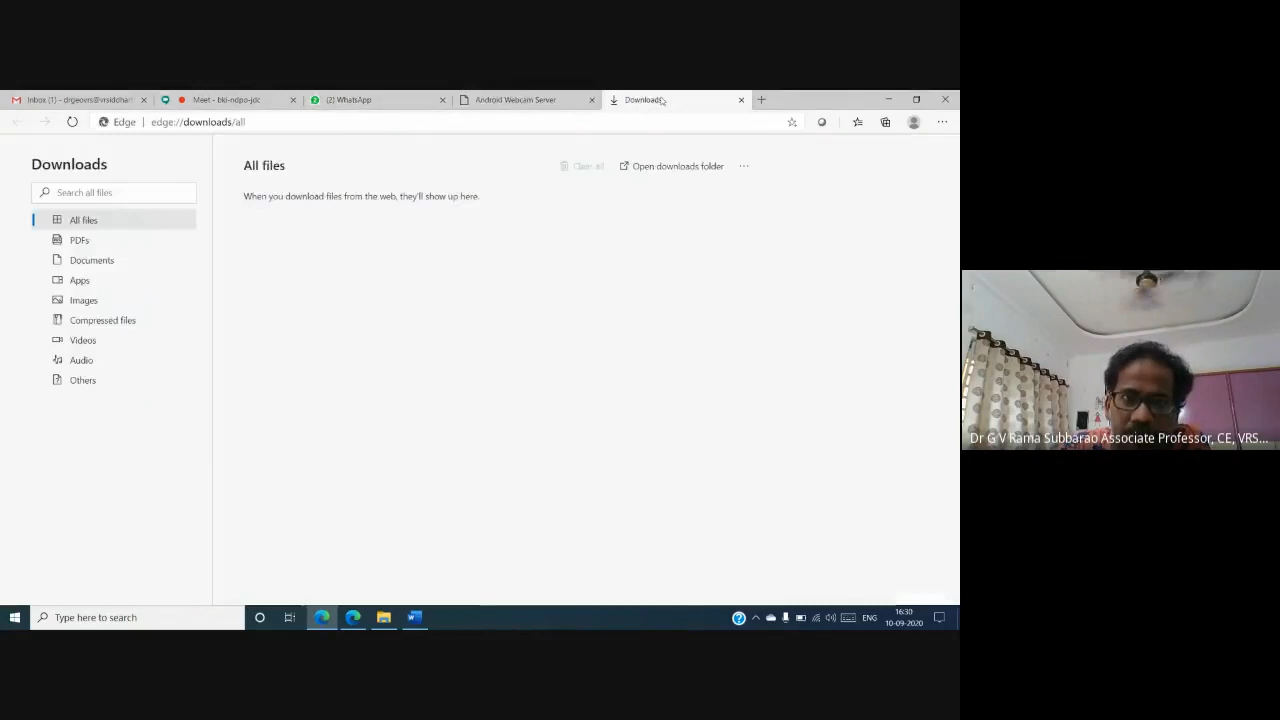 Inbox (1) - drgeovrs@vrsiddhar
Meet - bki-ndpo-jdc
(2) WhatsApp
Android Webcam Server
Downloads
Edge
edge://downloads/all
Downloads
Search all files
All files
PDFs
Documents
Apps
Images
Compressed files
Videos
Audio
Others
All files
Clear all
Open downloads folder
When you download files from the web, they'll show up here.
Dr G V Rama Subbarao Associate Professor, CE, VRS...
Type here to search
ENG
16:30
10-09-2020